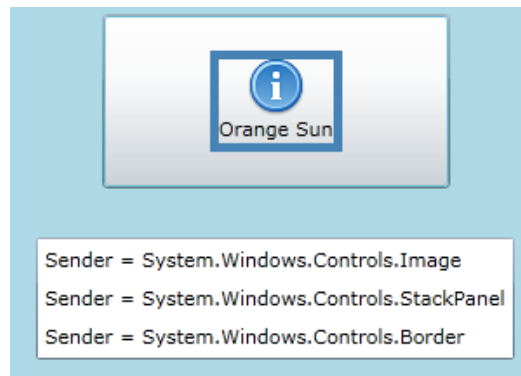 i
Orange Sun
Sender = System.Windows.Controls.Image
Sender = System.Windows.Controls.StackPanel
Sender = System.Windows.Controls.Border